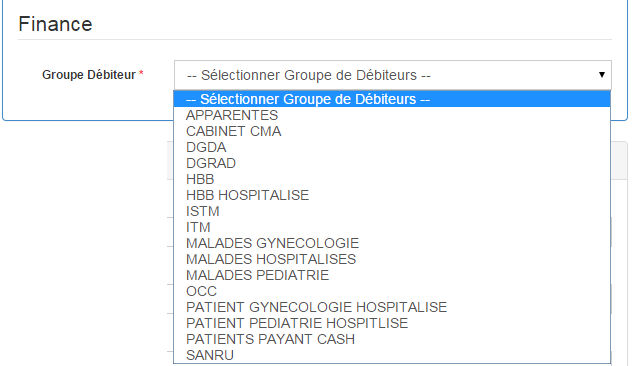 Finance
Groupe Débiteur * -- Sélectionner Groupe de Débiteurs --
-- Sélectionner Groupe de Débiteurs --
APPARENTES
CABINET CMA
DGDA
DGRAD
HBB
HBB HOSPITALISE
ISTM
ITM
MALADES GYNECOLOGIE
MALADES HOSPITALISES
MALADES PEDIATRIE
OCC
PATIENT GYNECOLOGIE HOSPITALISE
PATIENT PEDIATRIE HOSPITLISE
PATIENTS PAYANT CASH
SANRU